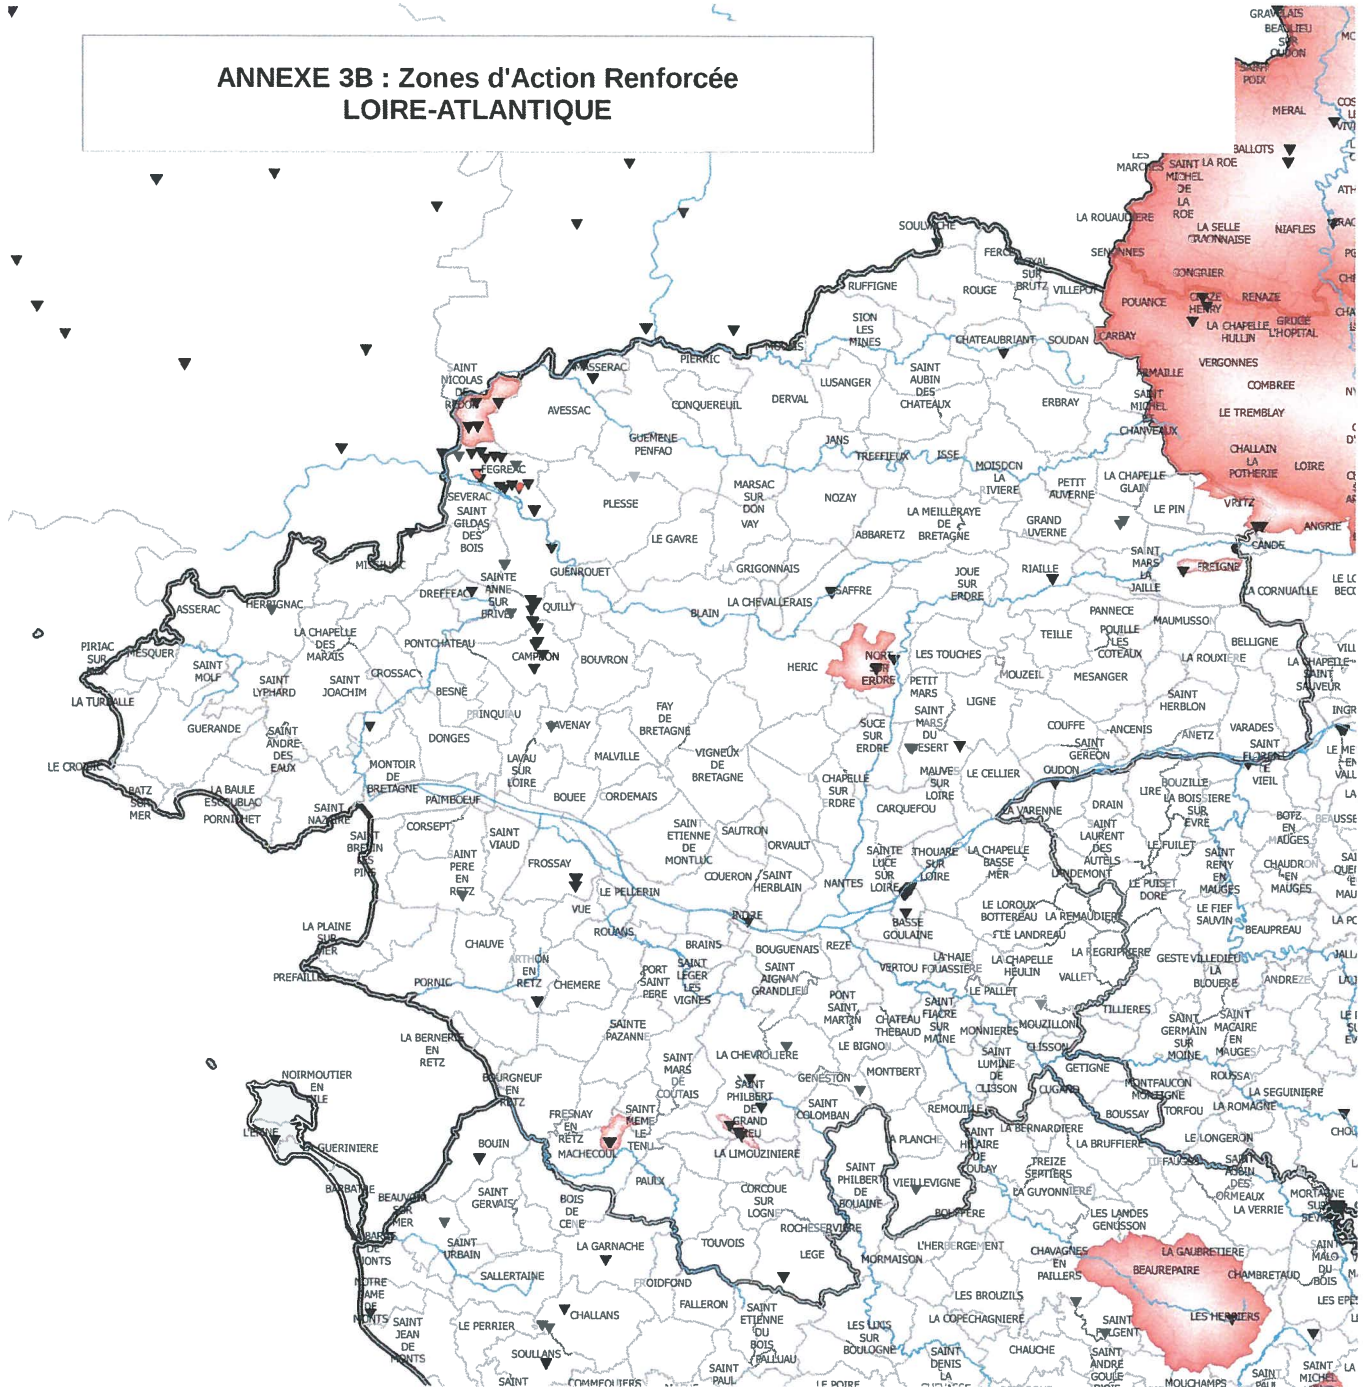 ANNEXE 3B : Zones d'Action Renforcée
LOIRE-ATLANTIQUE
GRAVELAIS
BEAULIEU
SUR
OUDON
SAINT
POIX
MERAL
BALLOTS
LA ROE
SAINT
MICHEL
DE
LA
ROE
LA ROUAUDIERE
LA SELLE
CRAONNAISE
NIAFLES
SENONNES
CONGRIER
RENAZE
POUANCE
CHAZE
HENRY
LA CHAPELLE
HULLIN
GRUGE
L'HOPITAL
CARBAY
VERGONNES
ARMAILLE
COMBREE
LE TREMBLAY
SAINT
MICHEL
ET
CHANVEAUX
CHALLAIN
LA
POTHERIE
LOIRE
VRITZ
ANGRIE
CANDE
FREIGNE
LA CORNUAILLE
SOULVACHE
FERCE
RUFFIGNE
ROUGE
VILLEPOT
SION
LES
MINES
CHATEAUBRIANT
SOUDAN
MOUAIS
PIERRIC
MASSERAC
SAINT
NICOLAS
DE
REDON
AVESSAC
CONQUEREUIL
DERVAL
LUSANGER
SAINT
AUBIN
DES
CHATEAUX
ERBRAY
GUEMENE
PENFAO
JANS
TREFFIEUX
ISSE
MOISDON
LA
RIVIERE
PETIT
AUVERNE
LA CHAPELLE
GLAIN
LE PIN
FEGREAC
PLESSE
MARSAC
SUR
DON
VAY
NOZAY
LA MEILLERAYE
DE
BRETAGNE
GRAND
AUVERNE
ABBARETZ
SEVERAC
SAINT
GILDAS
DES
BOIS
LE GAVRE
MISSILLAC
GUENROUET
LA GRIGONNAIS
SAINT
MARS
LA
JAILLE
RIAILLE
JOUE
SUR
ERDRE
SAFFRE
LA CHEVALLERAIS
BLAIN
DREFFEAC
SAINTE
ANNE
SUR
BRIVET
QUILLY
ASSERAC
HERBIGNAC
LA CHAPELLE
DES
MARAIS
PONTCHATEAU
CAMPBON
BOUVRON
HERIC
NORT
SUR
ERDRE
LES TOUCHES
TEILLE
PANNECE
POUILLE
LES
COTEAUX
MAUMUSSON
BELLIGNE
LA ROUXIERE
PIRIAC
SUR
MESQUER
SAINT
MOLF
SAINT
LYPHARD
SAINT
JOACHIM
CROSSAC
BESNE
LA TURBALLE
GUERANDE
SAINT
ANDRE
DES
EAUX
PRINQUIAU
SAVENAY
DONGES
LAVAU
SUR
LOIRE
MALVILLE
FAY
DE
BRETAGNE
VIGNEUX
DE
BRETAGNE
SUCE
SUR
ERDRE
PETIT
MARS
SAINT
MARS
DU
DESERT
LIGNE
MOUZEIL
MESANGER
SAINT
HERBLON
COUFFE
ANCENIS
ANETZ
VARADES
SAINT
GEREON
OUDON
LE CELLIER
MAUVES
SUR
LOIRE
CARQUEFOU
LA CHAPELLE
SUR
ERDRE
SAINT
FLORENT
LE
VIEIL
LE CROISIC
BATZ
SUR
MER
LA BAULE
ESCOUBLAC
PORNICHET
SAINT
NAZAIRE
MONTOIR
DE
BRETAGNE
PAIMBOEUF
BOUEE
CORDEMAIS
SAINT
ETIENNE
DE
MONTLUC
SAUTRON
ORVAULT
COUERON
SAINT
HERBLAIN
NANTES
SAINTE
LUCE
SUR
LOIRE
THOUARE
SUR
LOIRE
LA VARENNE
DRAIN
LIRE
BOUZILLE
LA BOISSIERE
SUR
EVRE
SAINT
LAURENT
DES
AUTELS
LE FUILET
BOTZ
EN
MAUGES
SAINT
BREVIN
LES
PINS
CORSEPT
SAINT
PERE
EN
RETZ
SAINT
VIAUD
FROSSAY
VUE
LE PELLERIN
INDRE
BASSE
GOULAINE
LA CHAPELLE
BASSE
MER
LANDEMONT
LE PUISET
DORE
SAINT
REMY
EN
MAUGES
CHAUDRON
EN
MAUGES
LE LOROUX
BOTTEREAU
LA REMAUDIERE
LE FIEF
SAUVIN
BEAUPREAU
LE LANDREAU
LA PLAINE
SUR
MER
CHAUVE
ROUANS
BRAINS
BOUGUENAIS
REZE
VERTOU
LA HAIE
FOUASSIERE
LA CHAPELLE
HEULIN
LA REGRIPPIERE
GESTE
VILLEDIEU
LA
BLOUERE
ANDREZE
PREFAILLES
PORNIC
ARTHON
EN
RETZ
CHEMERE
PORT
SAINT
PERE
SAINT
LEGER
LES
VIGNES
SAINT
AIGNAN
GRANDLIEU
PONT
SAINT
MARTIN
CHATEAU
THEBAUD
SAINT
FIACRE
SUR
MAINE
LE PALLET
VALLET
MONNIERES
MOUZILLON
TILLIERES
SAINT
GERMAIN
SUR
MOINE
SAINT
MACAIRE
EN
MAUGES
LA BERNERIE
EN
RETZ
SAINTE
PAZANNE
LE BIGNON
CLISSON
GETIGNE
SAINT
LUMINE
DE
CLISSON
CUGAND
MONTFAUCON
MONTIGNE
ROUSSAY
LA SEGUINIERE
LA ROMAGNE
TORFOU
BOUSSAY
BOURGNEUF
EN
RETZ
SAINT
MARS
DE
COUTAIS
LA CHEVROLIERE
GENESTON
MONTBERT
SAINT
PHILBERT
DE
GRAND
LIEU
SAINT
COLOMBAN
REMOUILLE
NOIRMOUTIER
EN
L'ILE
L'EPINE
LA GUERINIERE
BARBATRE
BOUIN
FRESNAY
EN
RETZ
MACHECOUL
SAINT
MEME
LE
TENU
LA LIMOUZINIERE
PAULX
LA PLANCHE
SAINT
HILAIRE
DE
LOULAY
LA BERNARDIERE
LA BRUFFIERE
LE LONGERON
TIFFAUGES
SAINT
AUBIN
DES
ORMEAUX
TREIZE
SEPTIERS
LA GUYONNIERE
LA VERRIE
MORTAGNE
SUR
SEVRE
BEAUVOIR
SUR
MER
SAINT
GERVAIS
BOIS
DE
CENE
CORCOUE
SUR
LOGNE
SAINT
PHILBERT
DE
BOUAINE
VIEILLEVIGNE
BOUFFERE
LES LANDES
GENUSSON
ROCHESERVIERE
BARRE
DE
MONTS
SAINT
URBAIN
LA GARNACHE
TOUVOIS
LEGE
MORMAISON
L'HERBERGEMENT
CHAVAGNES
EN
PAILLERS
LA GAUBRETIERE
BEAUREPAIRE
CHAMBRETAUD
SAINT
MALO
DU
BOIS
NOTRE
DAME
DE
MONTS
SALLERTAINE
FROIDFOND
FALLERON
CHALLANS
SAINT
JEAN
DE
MONTS
LE PERRIER
SOULLANS
SAINT
ETIENNE
DU
BOIS
PALLUAU
SAINT
PAUL
LES LUCS
SUR
BOULOGNE
LES BROUZILS
LA COPECHAGNIERE
CHAUCHE
SAINT
DENIS
LA
SAINT
FULGENT
SAINT
ANDRE
GOULE
LES HERBIERS
MOUCHAMPS
SAINT
PAUL
SAINT
MICHEL
SAINT
COMMEQUIERS
LE POIRE